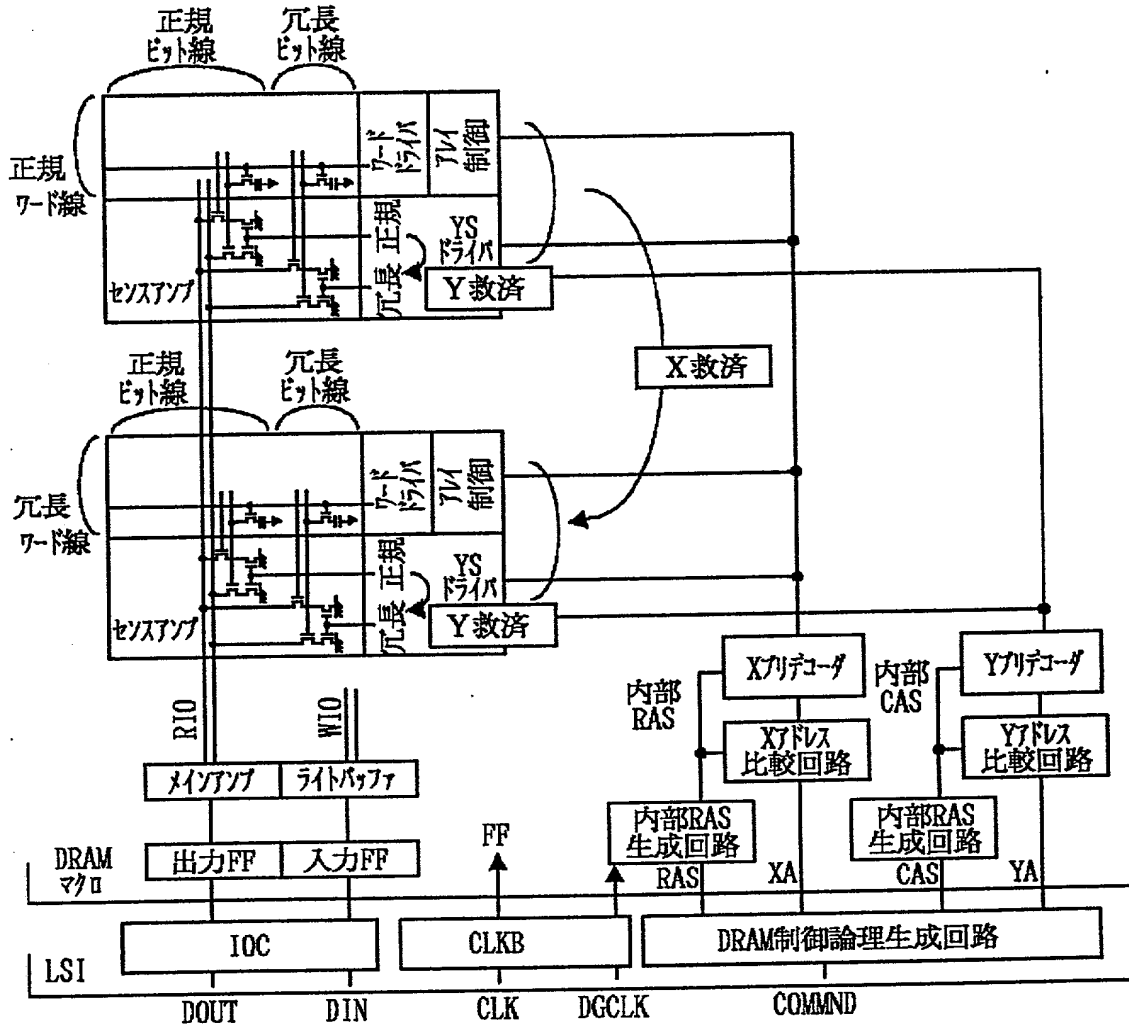 正規
ビット線
冗長
ビット線
正規
ワード線
ワード
ドライバ
アレイ
制御
センスアンプ
正規
冗長
YS
ドライバ
Y救済
X救済
正規
ビット線
冗長
ビット線
冗長
ワード線
ワード
ドライバ
アレイ
制御
センスアンプ
正規
冗長
YS
ドライバ
Y救済
RIO
WIO
内部
RAS
Xプリデコーダ
内部
CAS
Yプリデコーダ
Xアドレス
比較回路
Yアドレス
比較回路
メインアンプ
ライトバッファ
内部RAS
生成回路
内部RAS
生成回路
FF
DRAM
マクロ
出力FF
入力FF
RAS
XA
CAS
YA
IOC
CLKB
DRAM制御論理生成回路
LSI
DOUT
DIN
CLK
DGCLK
COMMND